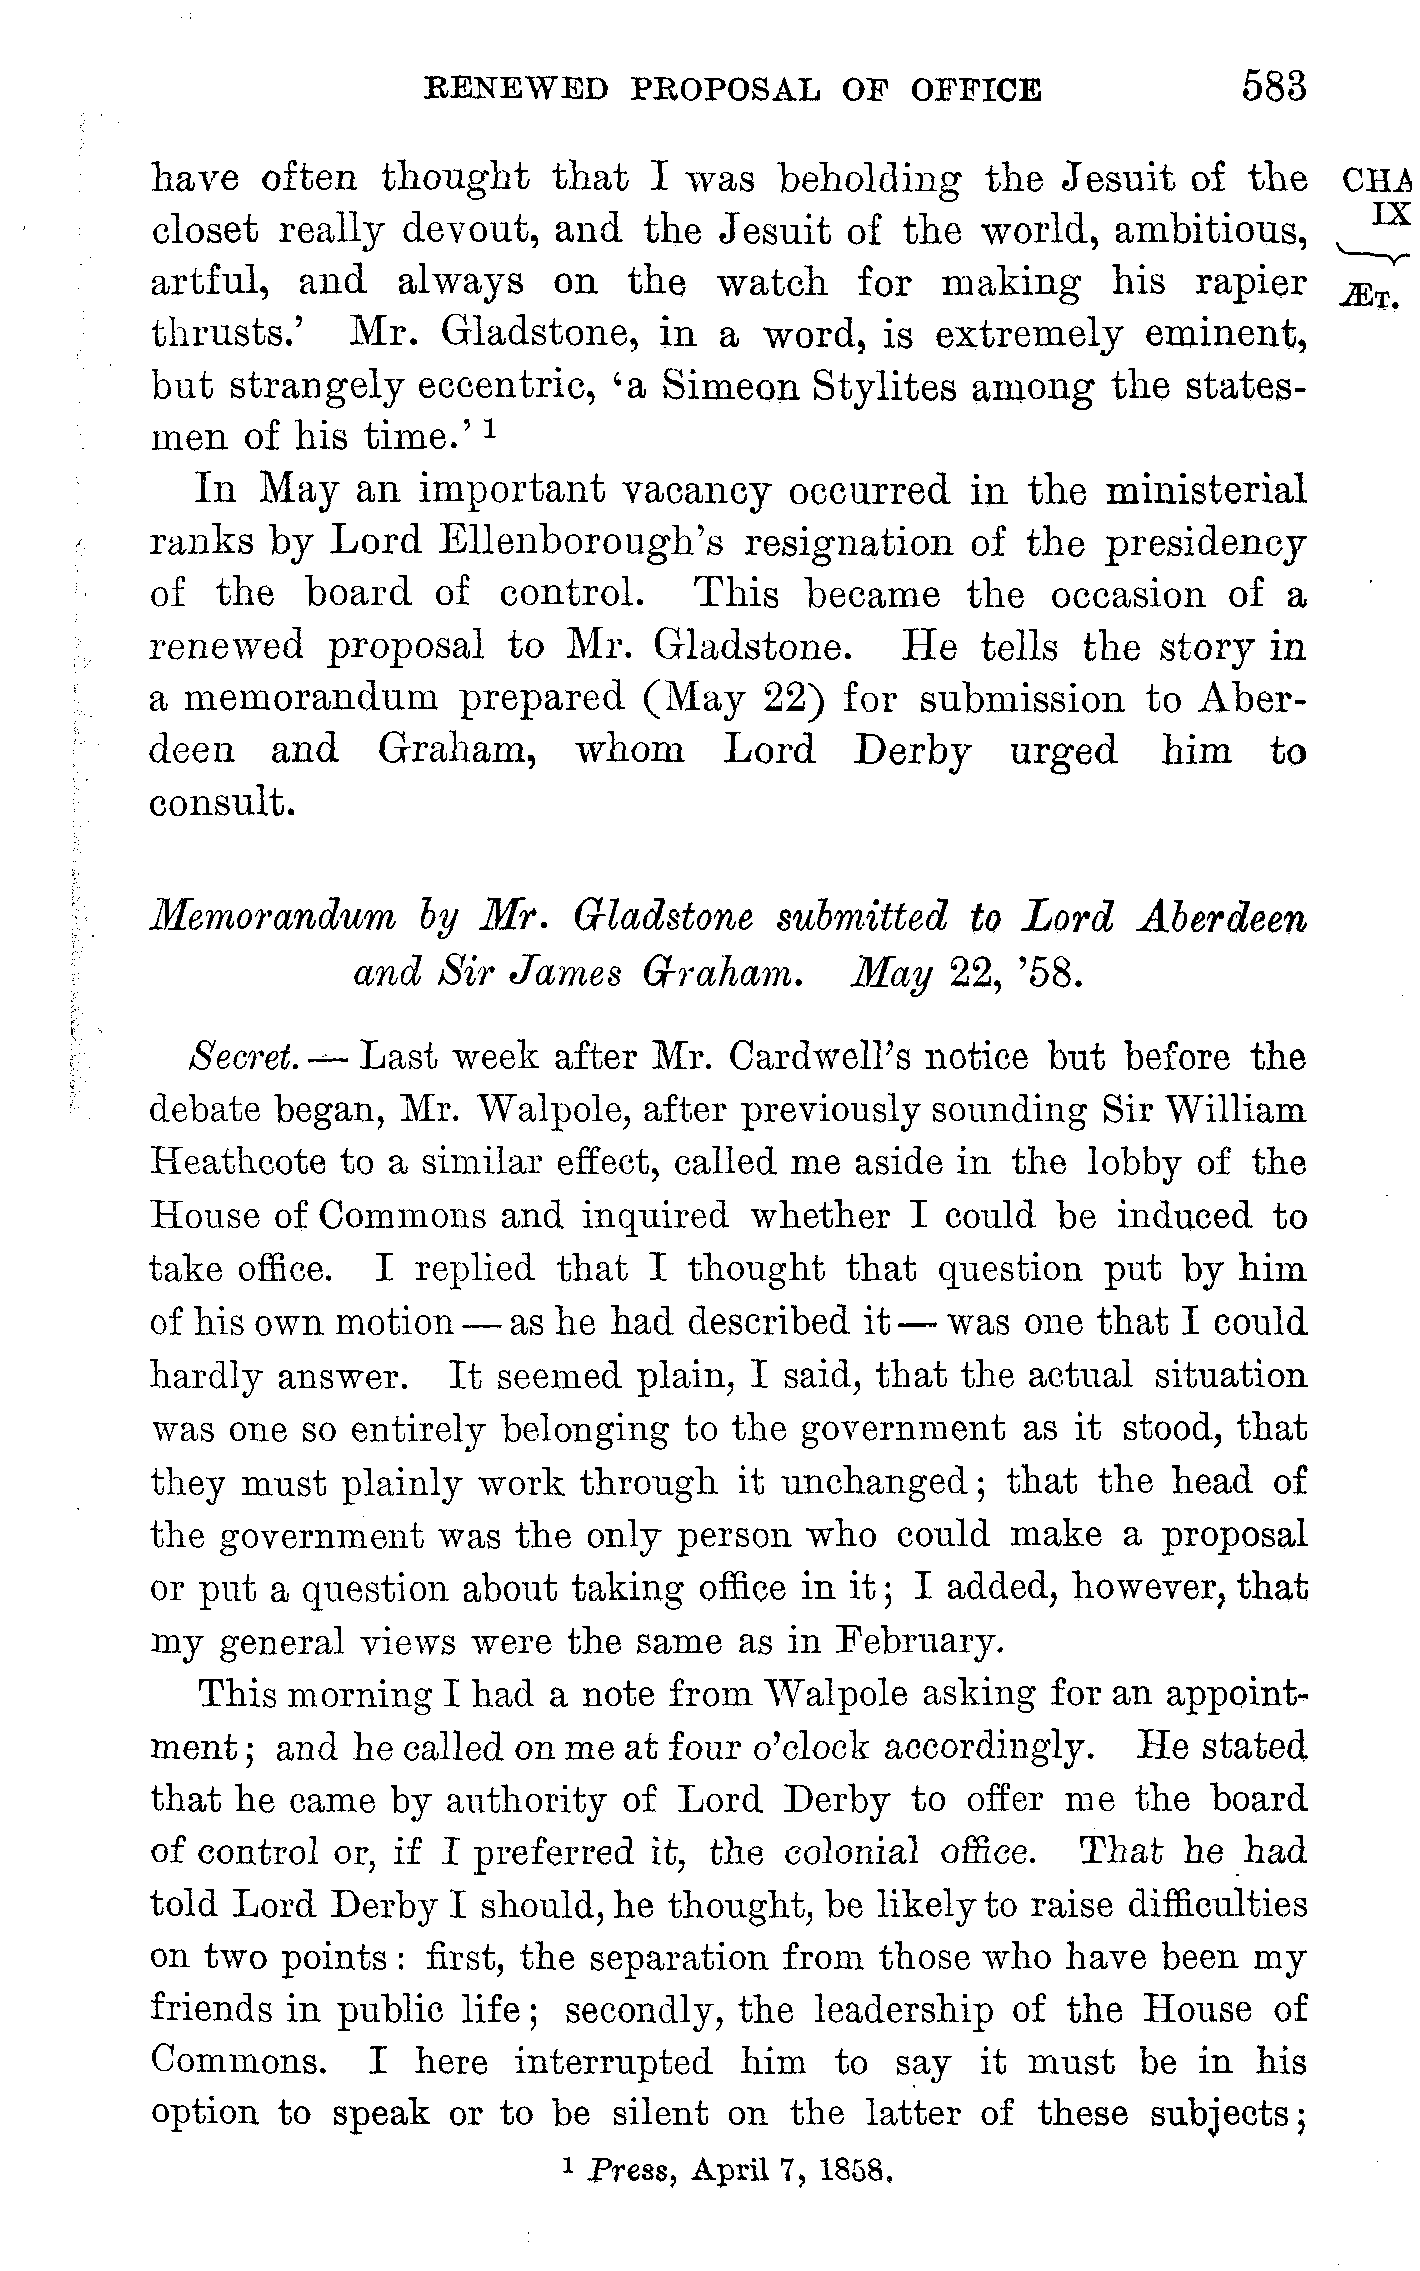 RENEWED PROPOSAL OF OFFICE 583
have often thought that I was beholding the Jesuit of the
closet really devout, and the Jesuit of the world, ambitious,
artful, and always on the watch for making his rapier
thrusts.’ Mr. Gladstone, in a word, is extremely eminent,
but strangely eccentric, ‘a Simeon Stylites among the states-
men of his time.’ 1
CHA
IX
ÆT.
In May an important vacancy occurred in the ministerial
ranks by Lord Ellenborough’s resignation of the presidency
of the board of control. This became the occasion of a
renewed proposal to Mr. Gladstone. He tells the story in
a memorandum prepared (May 22) for submission to Aber-
deen and Graham, whom Lord Derby urged him to
consult.
Memorandum by Mr. Gladstone submitted to Lord Aberdeen
and Sir James Graham. May 22, ’58.
Secret. — Last week after Mr. Cardwell’s notice but before the
debate began, Mr. Walpole, after previously sounding Sir William
Heathcote to a similar effect, called me aside in the lobby of the
House of Commons and inquired whether I could be induced to
take office. I replied that I thought that question put by him
of his own motion — as he had described it — was one that I could
hardly answer. It seemed plain, I said, that the actual situation
was one so entirely belonging to the government as it stood, that
they must plainly work through it unchanged; that the head of
the government was the only person who could make a proposal
or put a question about taking office in it; I added, however, that
my general views were the same as in February.
This morning I had a note from Walpole asking for an appoint-
ment; and he called on me at four o’clock accordingly. He stated
that he came by authority of Lord Derby to offer me the board
of control or, if I preferred it, the colonial office. That he had
told Lord Derby I should, he thought, be likely to raise difficulties
on two points: first, the separation from those who have been my
friends in public life; secondly, the leadership of the House of
Commons. I here interrupted him to say it must be in his
option to speak or to be silent on the latter of these subjects;
1 Press, April 7, 1858.